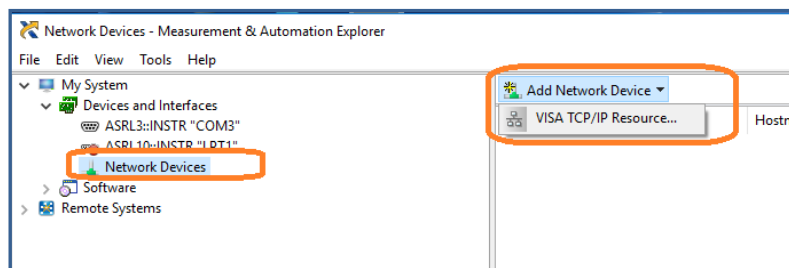 Network Devices - Measurement & Automation Explorer
File Edit View Tools Help
My System
Devices and Interfaces
ASRL3::INSTR "COM3"
ASRL10::INSTR "LPT1"
Network Devices
Software
Remote Systems
Add Network Device
VISA TCP/IP Resource...
Hostn